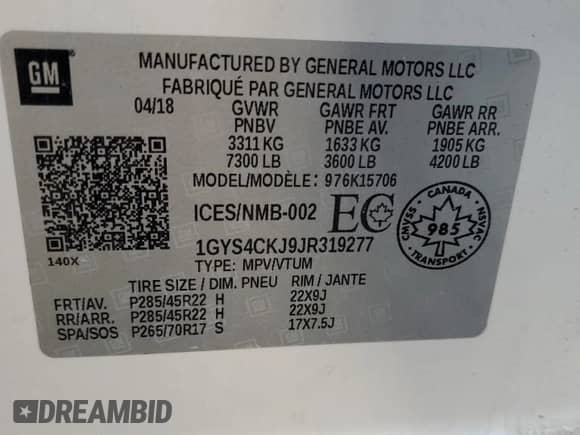 GM
MANUFACTURED BY GENERAL MOTORS LLC
FABRIQUÉ PAR GENERAL MOTORS LLC
04/18 GVWR GAWR FRT GAWR RR
PNBV PNBE AV. PNBE ARR.
3311 KG 1633 KG 1905 KG
7300 LB 3600 LB 4200 LB
MODEL/MODÈLE: 976K15706
ICES/NMB-002 EC
1GYS4CKJ9JR319277
TYPE: MPV/VTUM
140X
CANADA
CMVSS NSVAC
985
TRANSPORT
TIRE SIZE / DIM. PNEU RIM / JANTE
FRT/AV. P285/45R22 H 22X9J
RR/ARR. P285/45R22 H 22X9J
SPA/SOS P265/70R17 S 17X7.5J
DREAMBID